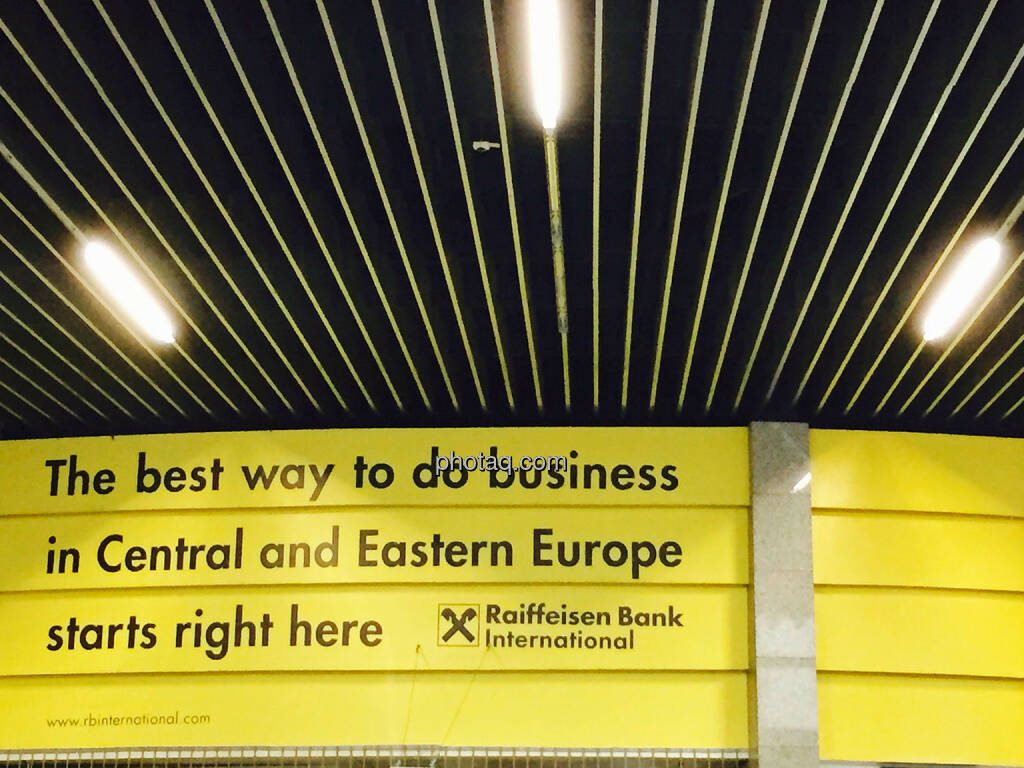 The best way to do business
photaq.com
in Central and Eastern Europe
starts right here
Raiffeisen Bank
International
www.rbinternational.com